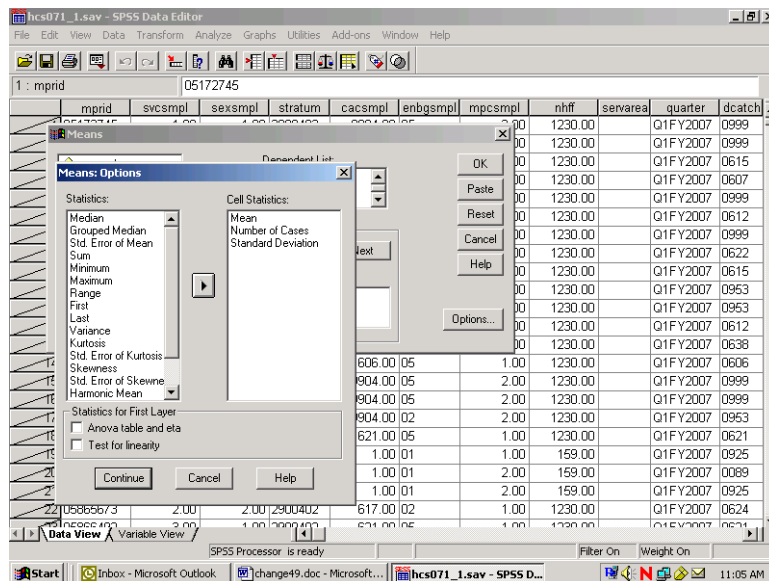 hcs071_1.sav - SPSS Data Editor
File Edit View Data Transform Analyze Graphs Utilities Add-ons Window Help
1 : mprid 05172745
mprid svcsmpl sexsmpl stratum cacsmpl enbgsmpl mpcsmpl nhff servarea quarter dcatch
1230.00 Q1FY2007 0999
Means
1230.00 Q1FY2007 0999
Dependent List:
OK
1230.00 Q1FY2007 0615
Means: Options
1230.00 Q1FY2007 0607
Paste
Statistics: Cell Statistics:
1230.00 Q1FY2007 0999
Median Mean
Reset
1230.00 Q1FY2007 0612
Grouped Median Number of Cases
Std. Error of Mean Standard Deviation
Cancel
1230.00 Q1FY2007 0999
Sum
Next
1230.00 Q1FY2007 0622
Minimum
Help
1230.00 Q1FY2007 0615
Maximum
Range
1230.00 Q1FY2007 0953
First
1230.00 Q1FY2007 0953
Last
Options...
1230.00 Q1FY2007 0612
Variance
Kurtosis
1230.00 Q1FY2007 0638
Std. Error of Kurtosis
606.00 05 1.00 1230.00 Q1FY2007 0606
Skewness
Std. Error of Skewne
904.00 05 2.00 1230.00 Q1FY2007 0999
Harmonic Mean
904.00 05 2.00 1230.00 Q1FY2007 0999
Statistics for First Layer
904.00 02 2.00 1230.00 Q1FY2007 0953
Anova table and eta
621.00 05 1.00 1230.00 Q1FY2007 0621
Test for linearity
1.00 01 1.00 159.00 Q1FY2007 0925
Continue Cancel Help
1.00 01 2.00 159.00 Q1FY2007 0089
1.00 01 2.00 159.00 Q1FY2007 0925
22 05865673 2.00 2.00 2900402 617.00 02 2.00 1230.00 Q1FY2007 0624
Data View Variable View
SPSS Processor is ready Filter On Weight On
Start Inbox - Microsoft Outlook change49.doc - Microsoft... hcs071_1.sav - SPSS D... 11:05 AM